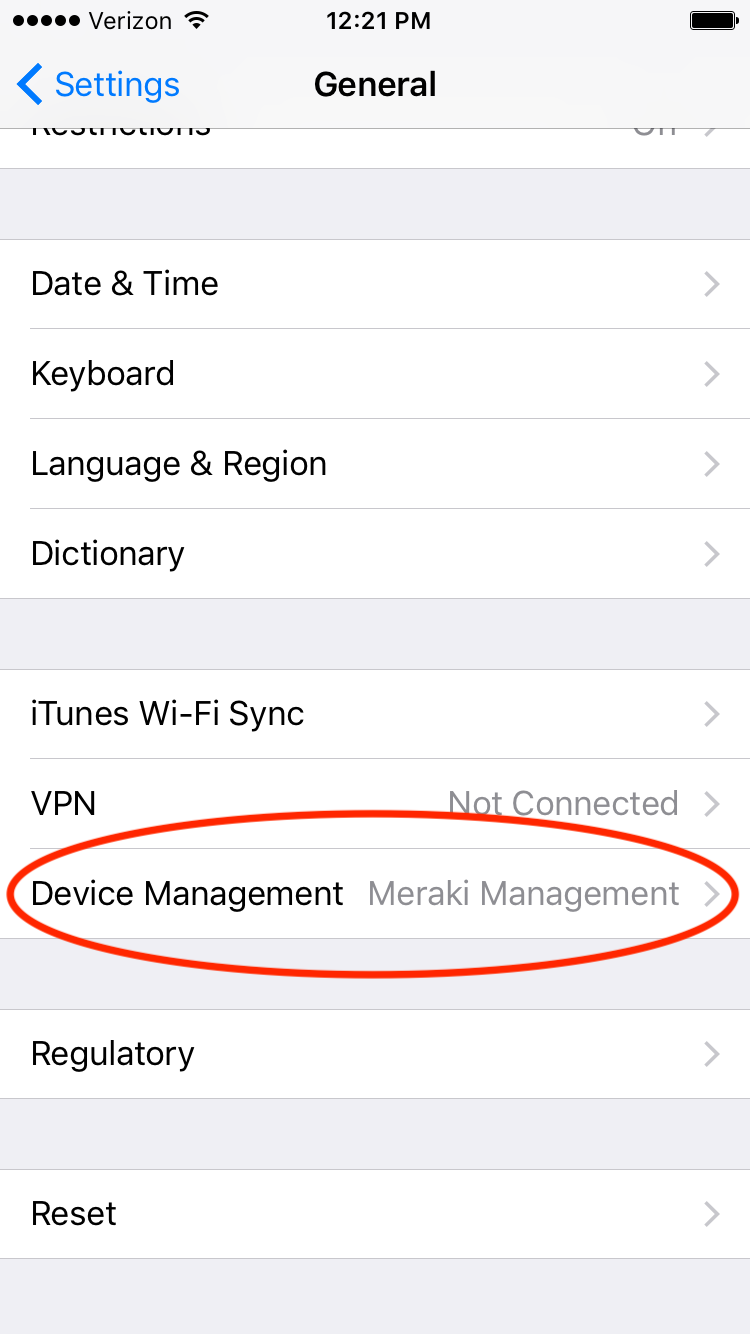 Verizon 12:21 PM
Settings General
Restrictions
Date & Time
Keyboard
Language & Region
Dictionary
iTunes Wi-Fi Sync
VPN Not Connected
Device Management Meraki Management
Regulatory
Reset